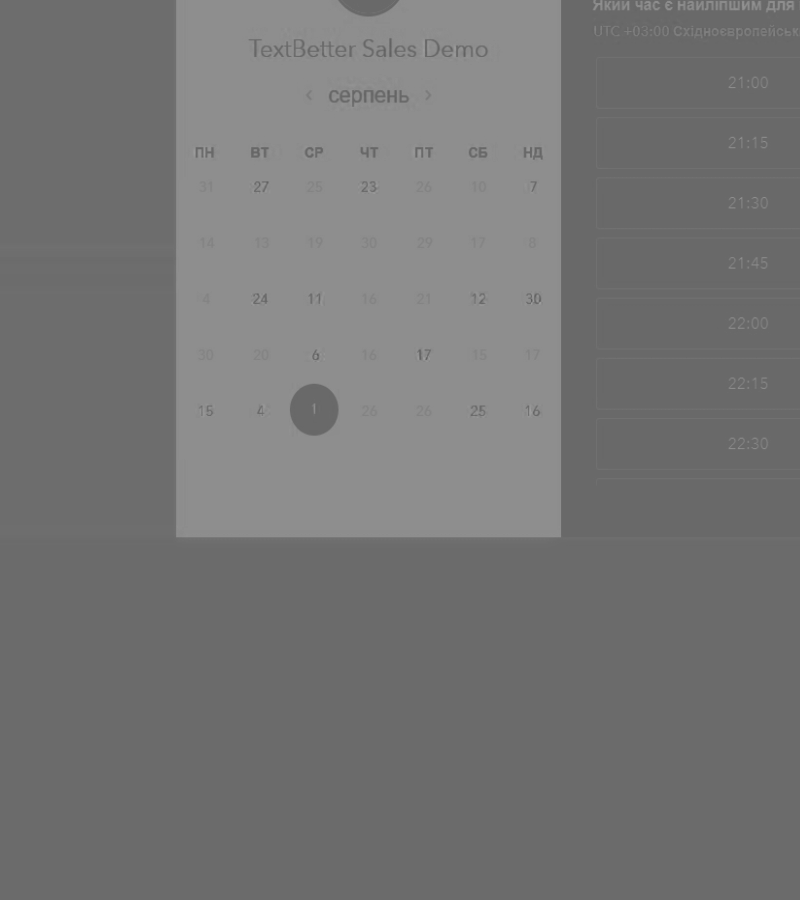 TextBetter Sales Demo
‹ серпень ›
ПН ВТ СР ЧТ ПТ СБ НД
31 27 25 23 26 10 7
14 13 19 30 29 17 8
4 24 11 16 21 12 30
30 20 6 16 17 15 17
15 4 1 26 26 25 16
Який час є найліпшим для
UTC +03:00 Східноєвропейськ
21:00
21:15
21:30
21:45
22:00
22:15
22:30